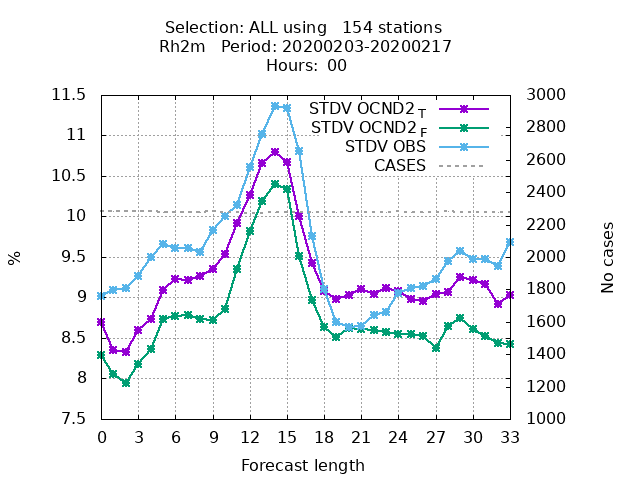 Selection: ALL using   154 stations
Rh2m   Period: 20200203-20200217
Hours:  00
STDV OCND2 T
STDV OCND2 F
STDV OBS
CASES
11.5
11
10.5
10
9.5
9
8.5
8
7.5
%
3000
2800
2600
2400
2200
2000
1800
1600
1400
1200
1000
No cases
0 3 6 9 12 15 18 21 24 27 30 33
Forecast length